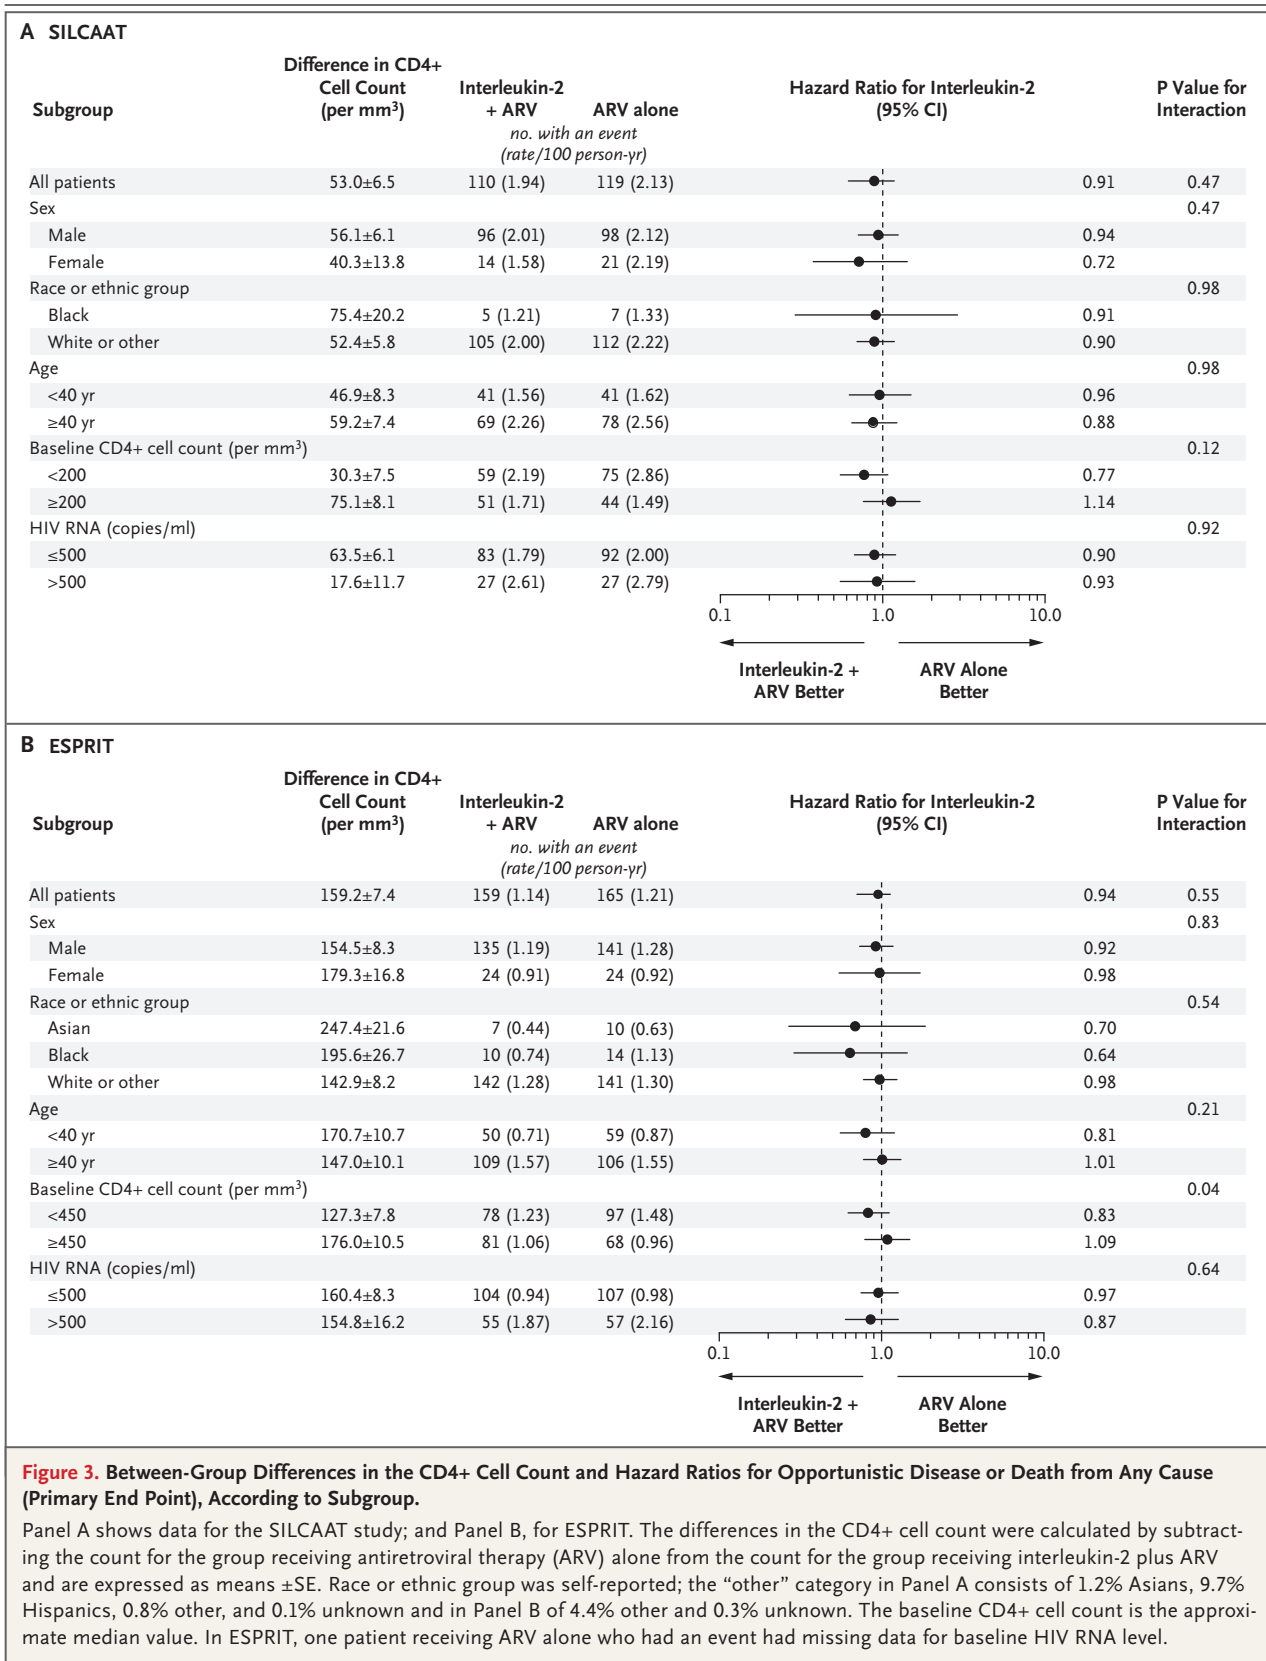 A SILCAAT
Subgroup
Difference in CD4+
Cell Count
(per mm³)
Interleukin-2
+ ARV
ARV alone
no. with an event
(rate/100 person-yr)
Hazard Ratio for Interleukin-2
(95% CI)
P Value for
Interaction
All patients 53.0±6.5 110 (1.94) 119 (2.13) 0.91 0.47
Sex 0.47
Male 56.1±6.1 96 (2.01) 98 (2.12) 0.94
Female 40.3±13.8 14 (1.58) 21 (2.19) 0.72
Race or ethnic group 0.98
Black 75.4±20.2 5 (1.21) 7 (1.33) 0.91
White or other 52.4±5.8 105 (2.00) 112 (2.22) 0.90
Age 0.98
<40 yr 46.9±8.3 41 (1.56) 41 (1.62) 0.96
≥40 yr 59.2±7.4 69 (2.26) 78 (2.56) 0.88
Baseline CD4+ cell count (per mm³) 0.12
<200 30.3±7.5 59 (2.19) 75 (2.86) 0.77
≥200 75.1±8.1 51 (1.71) 44 (1.49) 1.14
HIV RNA (copies/ml) 0.92
≤500 63.5±6.1 83 (1.79) 92 (2.00) 0.90
>500 17.6±11.7 27 (2.61) 27 (2.79) 0.93
0.1 1.0 10.0
Interleukin-2 +
ARV Better
ARV Alone
Better
B ESPRIT
Subgroup
Difference in CD4+
Cell Count
(per mm³)
Interleukin-2
+ ARV
ARV alone
no. with an event
(rate/100 person-yr)
Hazard Ratio for Interleukin-2
(95% CI)
P Value for
Interaction
All patients 159.2±7.4 159 (1.14) 165 (1.21) 0.94 0.55
Sex 0.83
Male 154.5±8.3 135 (1.19) 141 (1.28) 0.92
Female 179.3±16.8 24 (0.91) 24 (0.92) 0.98
Race or ethnic group 0.54
Asian 247.4±21.6 7 (0.44) 10 (0.63) 0.70
Black 195.6±26.7 10 (0.74) 14 (1.13) 0.64
White or other 142.9±8.2 142 (1.28) 141 (1.30) 0.98
Age 0.21
<40 yr 170.7±10.7 50 (0.71) 59 (0.87) 0.81
≥40 yr 147.0±10.1 109 (1.57) 106 (1.55) 1.01
Baseline CD4+ cell count (per mm³) 0.04
<450 127.3±7.8 78 (1.23) 97 (1.48) 0.83
≥450 176.0±10.5 81 (1.06) 68 (0.96) 1.09
HIV RNA (copies/ml) 0.64
≤500 160.4±8.3 104 (0.94) 107 (0.98) 0.97
>500 154.8±16.2 55 (1.87) 57 (2.16) 0.87
0.1 1.0 10.0
Interleukin-2 +
ARV Better
ARV Alone
Better
Figure 3. Between-Group Differences in the CD4+ Cell Count and Hazard Ratios for Opportunistic Disease or Death from Any Cause
(Primary End Point), According to Subgroup.
Panel A shows data for the SILCAAT study; and Panel B, for ESPRIT. The differences in the CD4+ cell count were calculated by subtract-
ing the count for the group receiving antiretroviral therapy (ARV) alone from the count for the group receiving interleukin-2 plus ARV
and are expressed as means ±SE. Race or ethnic group was self-reported; the “other” category in Panel A consists of 1.2% Asians, 9.7%
Hispanics, 0.8% other, and 0.1% unknown and in Panel B of 4.4% other and 0.3% unknown. The baseline CD4+ cell count is the approxi-
mate median value. In ESPRIT, one patient receiving ARV alone who had an event had missing data for baseline HIV RNA level.